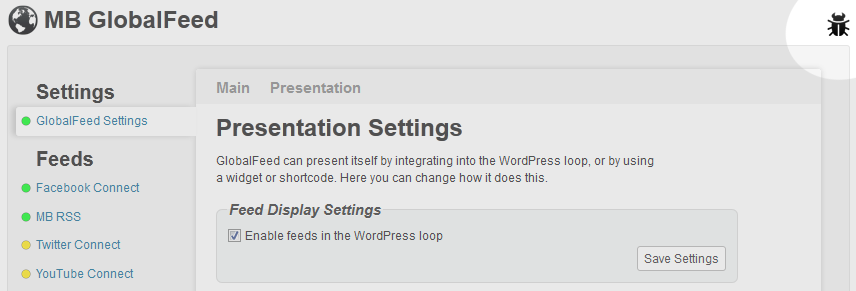 MB GlobalFeed
Settings
GlobalFeed Settings
Feeds
Facebook Connect
MB RSS
Twitter Connect
YouTube Connect
Main Presentation
Presentation Settings
GlobalFeed can present itself by integrating into the WordPress loop, or by using
a widget or shortcode. Here you can change how it does this.
Feed Display Settings
Enable feeds in the WordPress loop
Save Settings